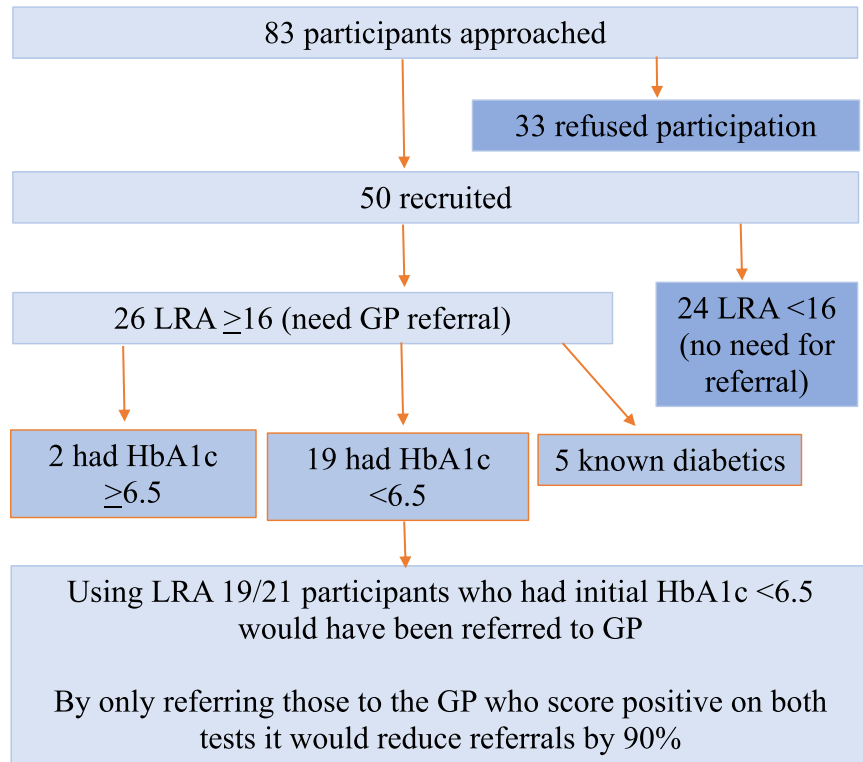 83 participants approached
33 refused participation
50 recruited
26 LRA ≥16 (need GP referral)
24 LRA <16
(no need for
referral)
2 had HbA1c
≥6.5
19 had HbA1c
<6.5
5 known diabetics
Using LRA 19/21 participants who had initial HbA1c <6.5
would have been referred to GP
By only referring those to the GP who score positive on both
tests it would reduce referrals by 90%